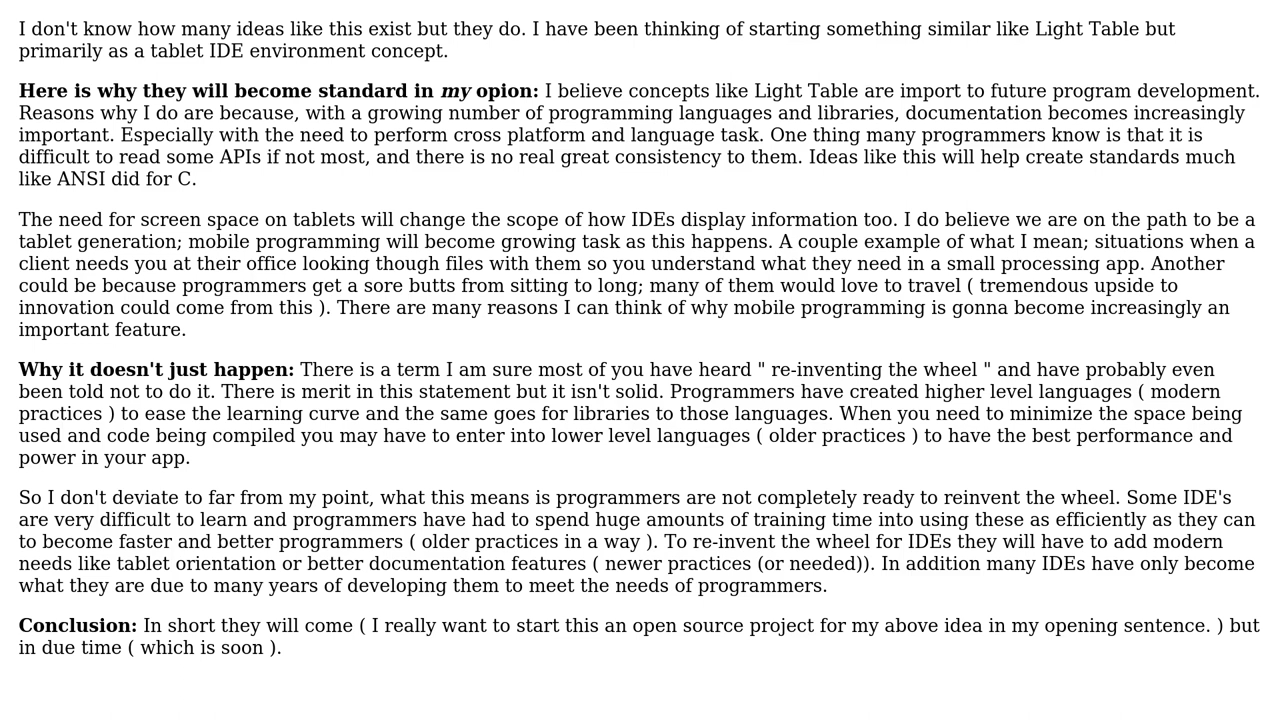 I don't know how many ideas like this exist but they do. I have been thinking of starting something similar like Light Table but
primarily as a tablet IDE environment concept.
Here is why they will become standard in my opion: I believe concepts like Light Table are import to future program development.
Reasons why I do are because, with a growing number of programming languages and libraries, documentation becomes increasingly
important. Especially with the need to perform cross platform and language task. One thing many programmers know is that it is
difficult to read some APIs if not most, and there is no real great consistency to them. Ideas like this will help create standards much
like ANSI did for C.
The need for screen space on tablets will change the scope of how IDEs display information too. I do believe we are on the path to be a
tablet generation; mobile programming will become growing task as this happens. A couple example of what I mean; situations when a
client needs you at their office looking though files with them so you understand what they need in a small processing app. Another
could be because programmers get a sore butts from sitting to long; many of them would love to travel ( tremendous upside to
innovation could come from this ). There are many reasons I can think of why mobile programming is gonna become increasingly an
important feature.
Why it doesn't just happen: There is a term I am sure most of you have heard " re-inventing the wheel " and have probably even
been told not to do it. There is merit in this statement but it isn't solid. Programmers have created higher level languages ( modern
practices ) to ease the learning curve and the same goes for libraries to those languages. When you need to minimize the space being
used and code being compiled you may have to enter into lower level languages ( older practices ) to have the best performance and
power in your app.
So I don't deviate to far from my point, what this means is programmers are not completely ready to reinvent the wheel. Some IDE's
are very difficult to learn and programmers have had to spend huge amounts of training time into using these as efficiently as they can
to become faster and better programmers ( older practices in a way ). To re-invent the wheel for IDEs they will have to add modern
needs like tablet orientation or better documentation features ( newer practices (or needed)). In addition many IDEs have only become
what they are due to many years of developing them to meet the needs of programmers.
Conclusion: In short they will come ( I really want to start this an open source project for my above idea in my opening sentence. ) but
in due time ( which is soon ).